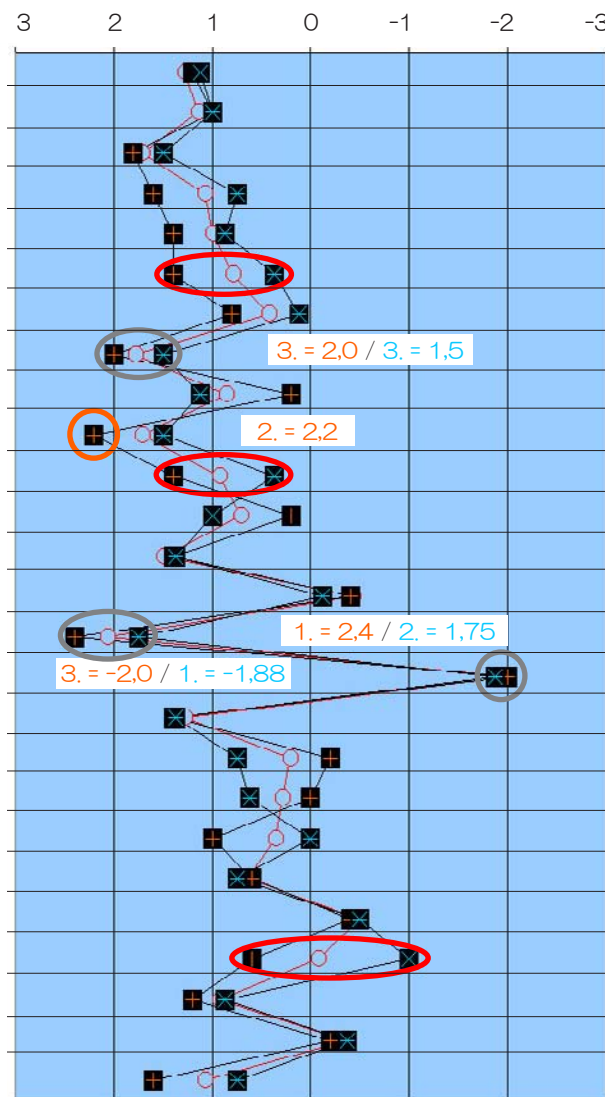 3 2 1 0 -1 -2 -3
3. = 2,0 / 3. = 1,5
2. = 2,2
1. = 2,4 / 2. = 1,75
3. = -2,0 / 1. = -1,88